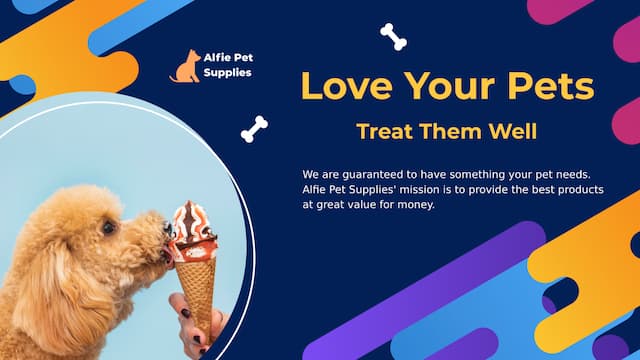 Alfie Pet
Supplies
Love Your Pets
Treat Them Well
We are guaranteed to have something your pet needs.
Alfie Pet Supplies' mission is to provide the best products
at great value for money.